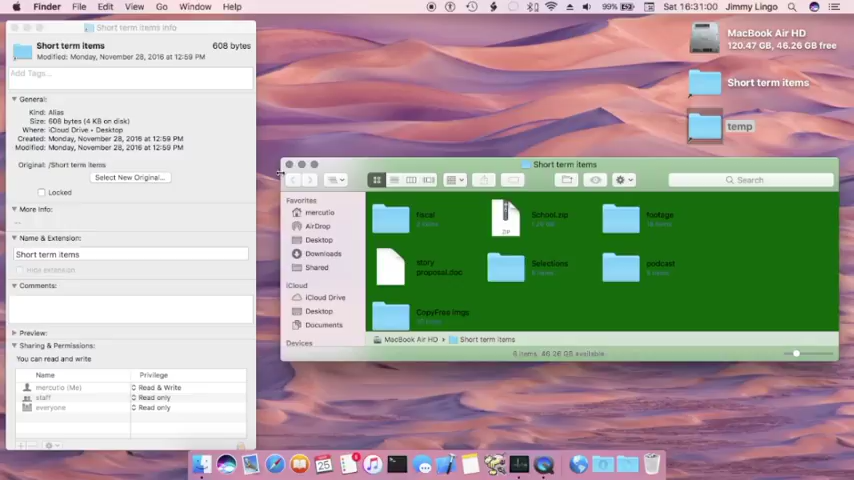 Finder File Edit View Go Window Help
99% Sat 16:31:00 Jimmy Lingo
Short term items Info
Short term items 608 bytes
Modified: Monday, November 28, 2016 at 12:59 PM
Add Tags...
General:
Kind: Alias
Size: 608 bytes (4 KB on disk)
Where: iCloud Drive • Desktop
Created: Monday, November 28, 2016 at 12:59 PM
Modified: Monday, November 28, 2016 at 12:59 PM
Original: /Short term items
Select New Original...
Locked
More Info:
--
Name & Extension:
Short term items
Hide extension
Comments:
Preview:
Sharing & Permissions:
You can read and write
Name Privilege
mercutio (Me) Read & Write
staff Read only
everyone Read only
MacBook Air HD
120.47 GB, 46.26 GB free
Short term items
temp
Short term items
Search
Favorites
mercutio
AirDrop
Desktop
Downloads
Shared
iCloud
iCloud Drive
Desktop
Documents
Devices
fiscal
School.zip
ZIP
footage
story
proposal.doc
Selections
podcast
CopyFree Imgs
MacBook Air HD Short term items
6 items, 46.26 GB available
25